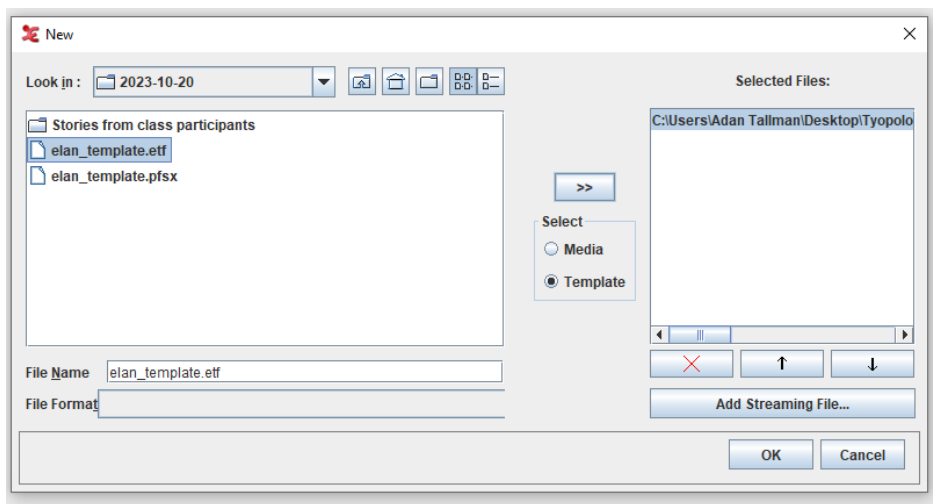 New
Look in :
2023-10-20
Selected Files:
Stories from class participants
elan_template.etf
elan_template.pfsx
C:\Users\Adan Tallman\Desktop\Tyopolo
>>
Select
Media
Template
File Name
elan_template.etf
File Format
Add Streaming File...
OK
Cancel